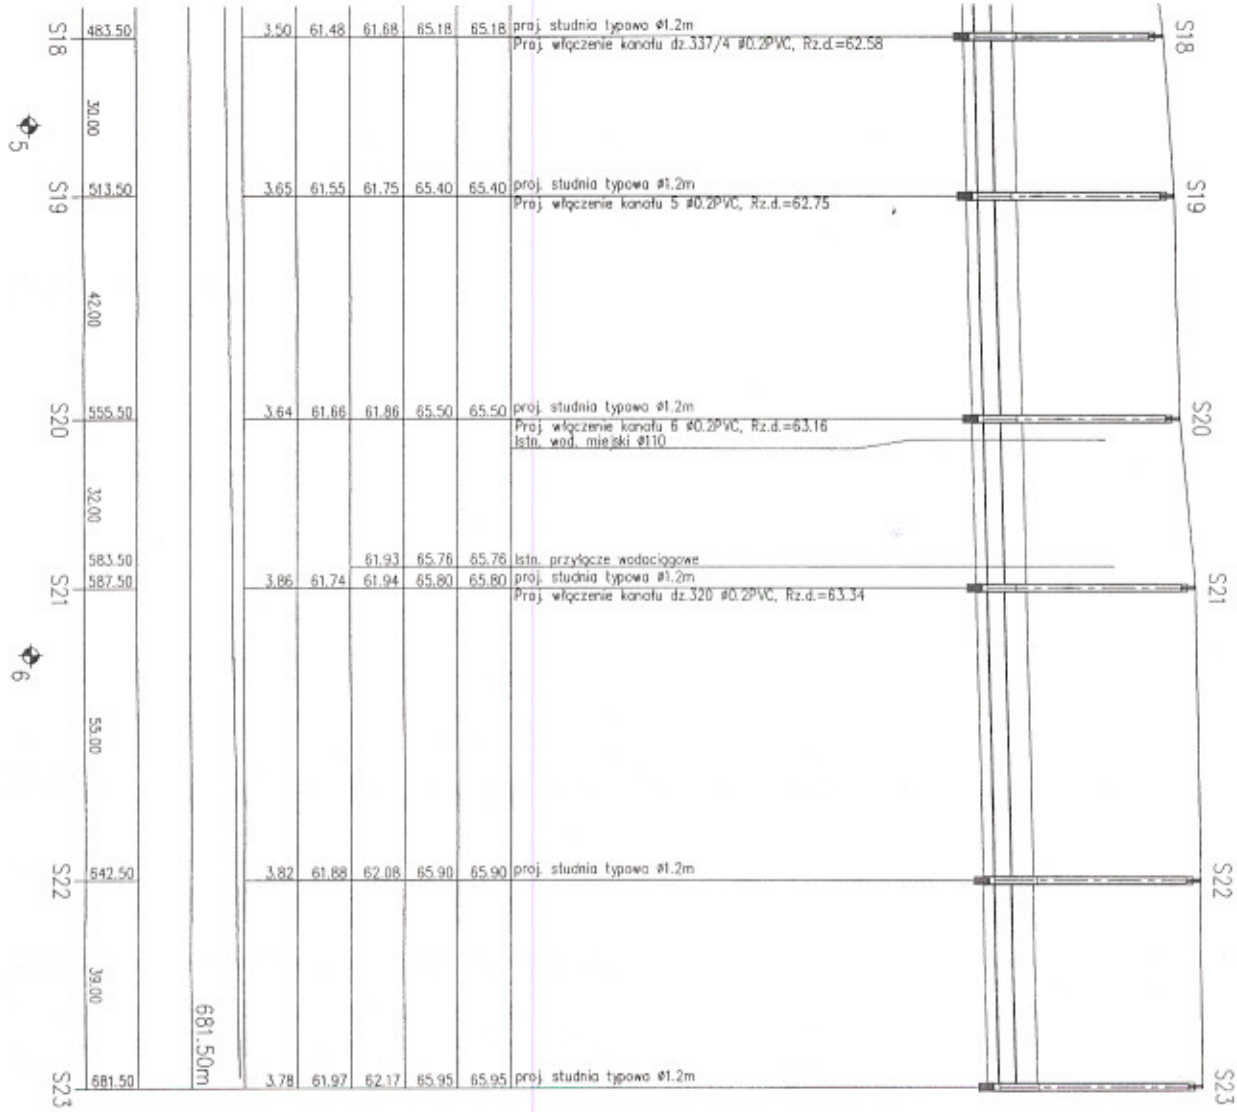 S18 483.50 3.50 61.48 61.68 65.18 65.18 proj. studnia typowa ø1.2m S18
Proj. włączenie kanału dz.337/4 ø0.2PVC, Rz.d.=62.58
30.00
5
S19 513.50 3.65 61.55 61.75 65.40 65.40 proj. studnia typowa ø1.2m S19
Proj. włączenie kanału 5 ø0.2PVC, Rz.d.=62.75
42.00
S20 555.50 3.64 61.66 61.86 65.50 65.50 proj. studnia typowa ø1.2m S20
Proj. włączenie kanału 6 ø0.2PVC, Rz.d.=63.16
Istn. wod. miejski ø110
32.00
583.50 61.93 65.76 65.76 Istn. przyłącze wodociągowe
S21 587.50 3.86 61.74 61.94 65.80 65.80 proj. studnia typowa ø1.2m S21
Proj. włączenie kanału dz.320 ø0.2PVC, Rz.d.=63.34
6
55.00
S22 642.50 3.82 61.88 62.08 65.90 65.90 proj. studnia typowa ø1.2m S22
39.00
681.50m
S23 681.50 3.78 61.97 62.17 65.95 65.95 proj. studnia typowa ø1.2m S23